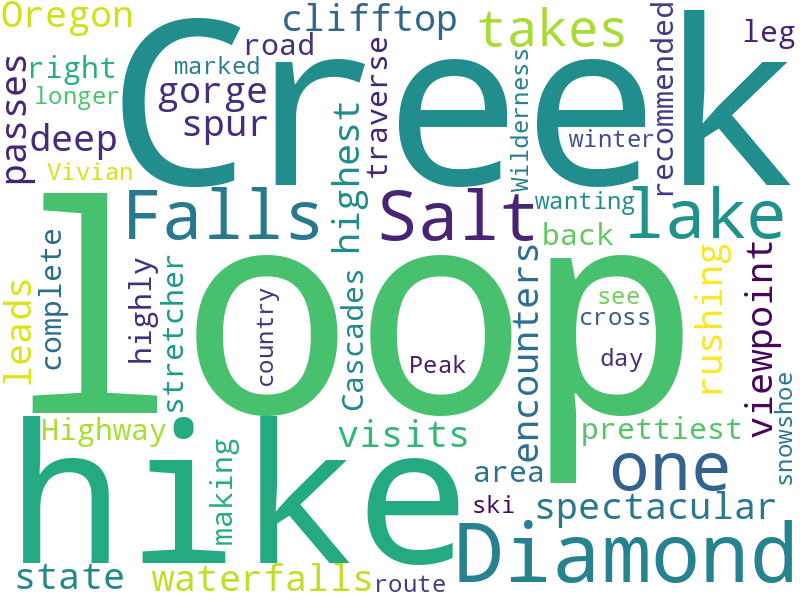 Oregon
clifftop
takes
leg
road
Creek
right
marked
passes
longer
gorge
traverse
Wilderness
recommended
spur
deep
winter
Vivian
highest
Falls
Salt
wanting
lake
back
loop
complete
highly
stretcher
country
Cascades
encounters
see
cross
rushing
viewpoint
leads
Peak
day
snowshoe
hike
Highway
visits
prettiest
making
area
one
ski
spectacular
Diamond
state
waterfalls
route